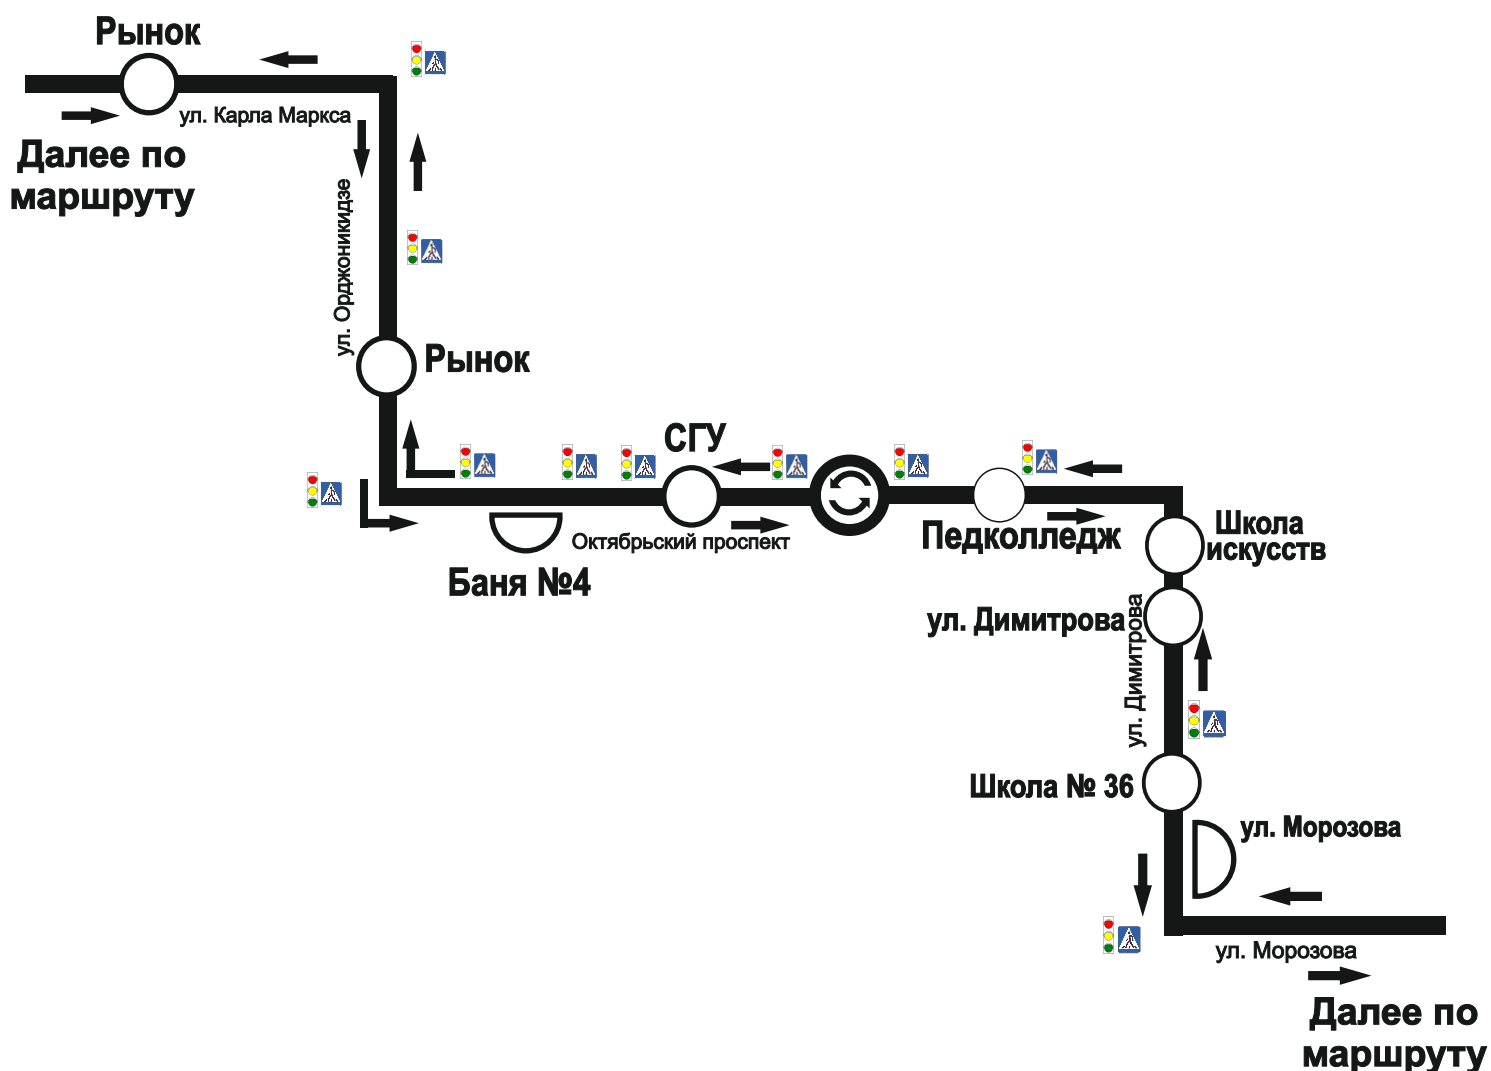 Рынок
ул. Карла Маркса
Далее по
маршруту
ул. Орджоникидзе
Рынок
СГУ
Октябрьский проспект
Баня №4
Педколледж
Школа
искусств
ул. Димитрова
ул. Димитрова
Школа № 36
ул. Морозова
ул. Морозова
Далее по
маршруту